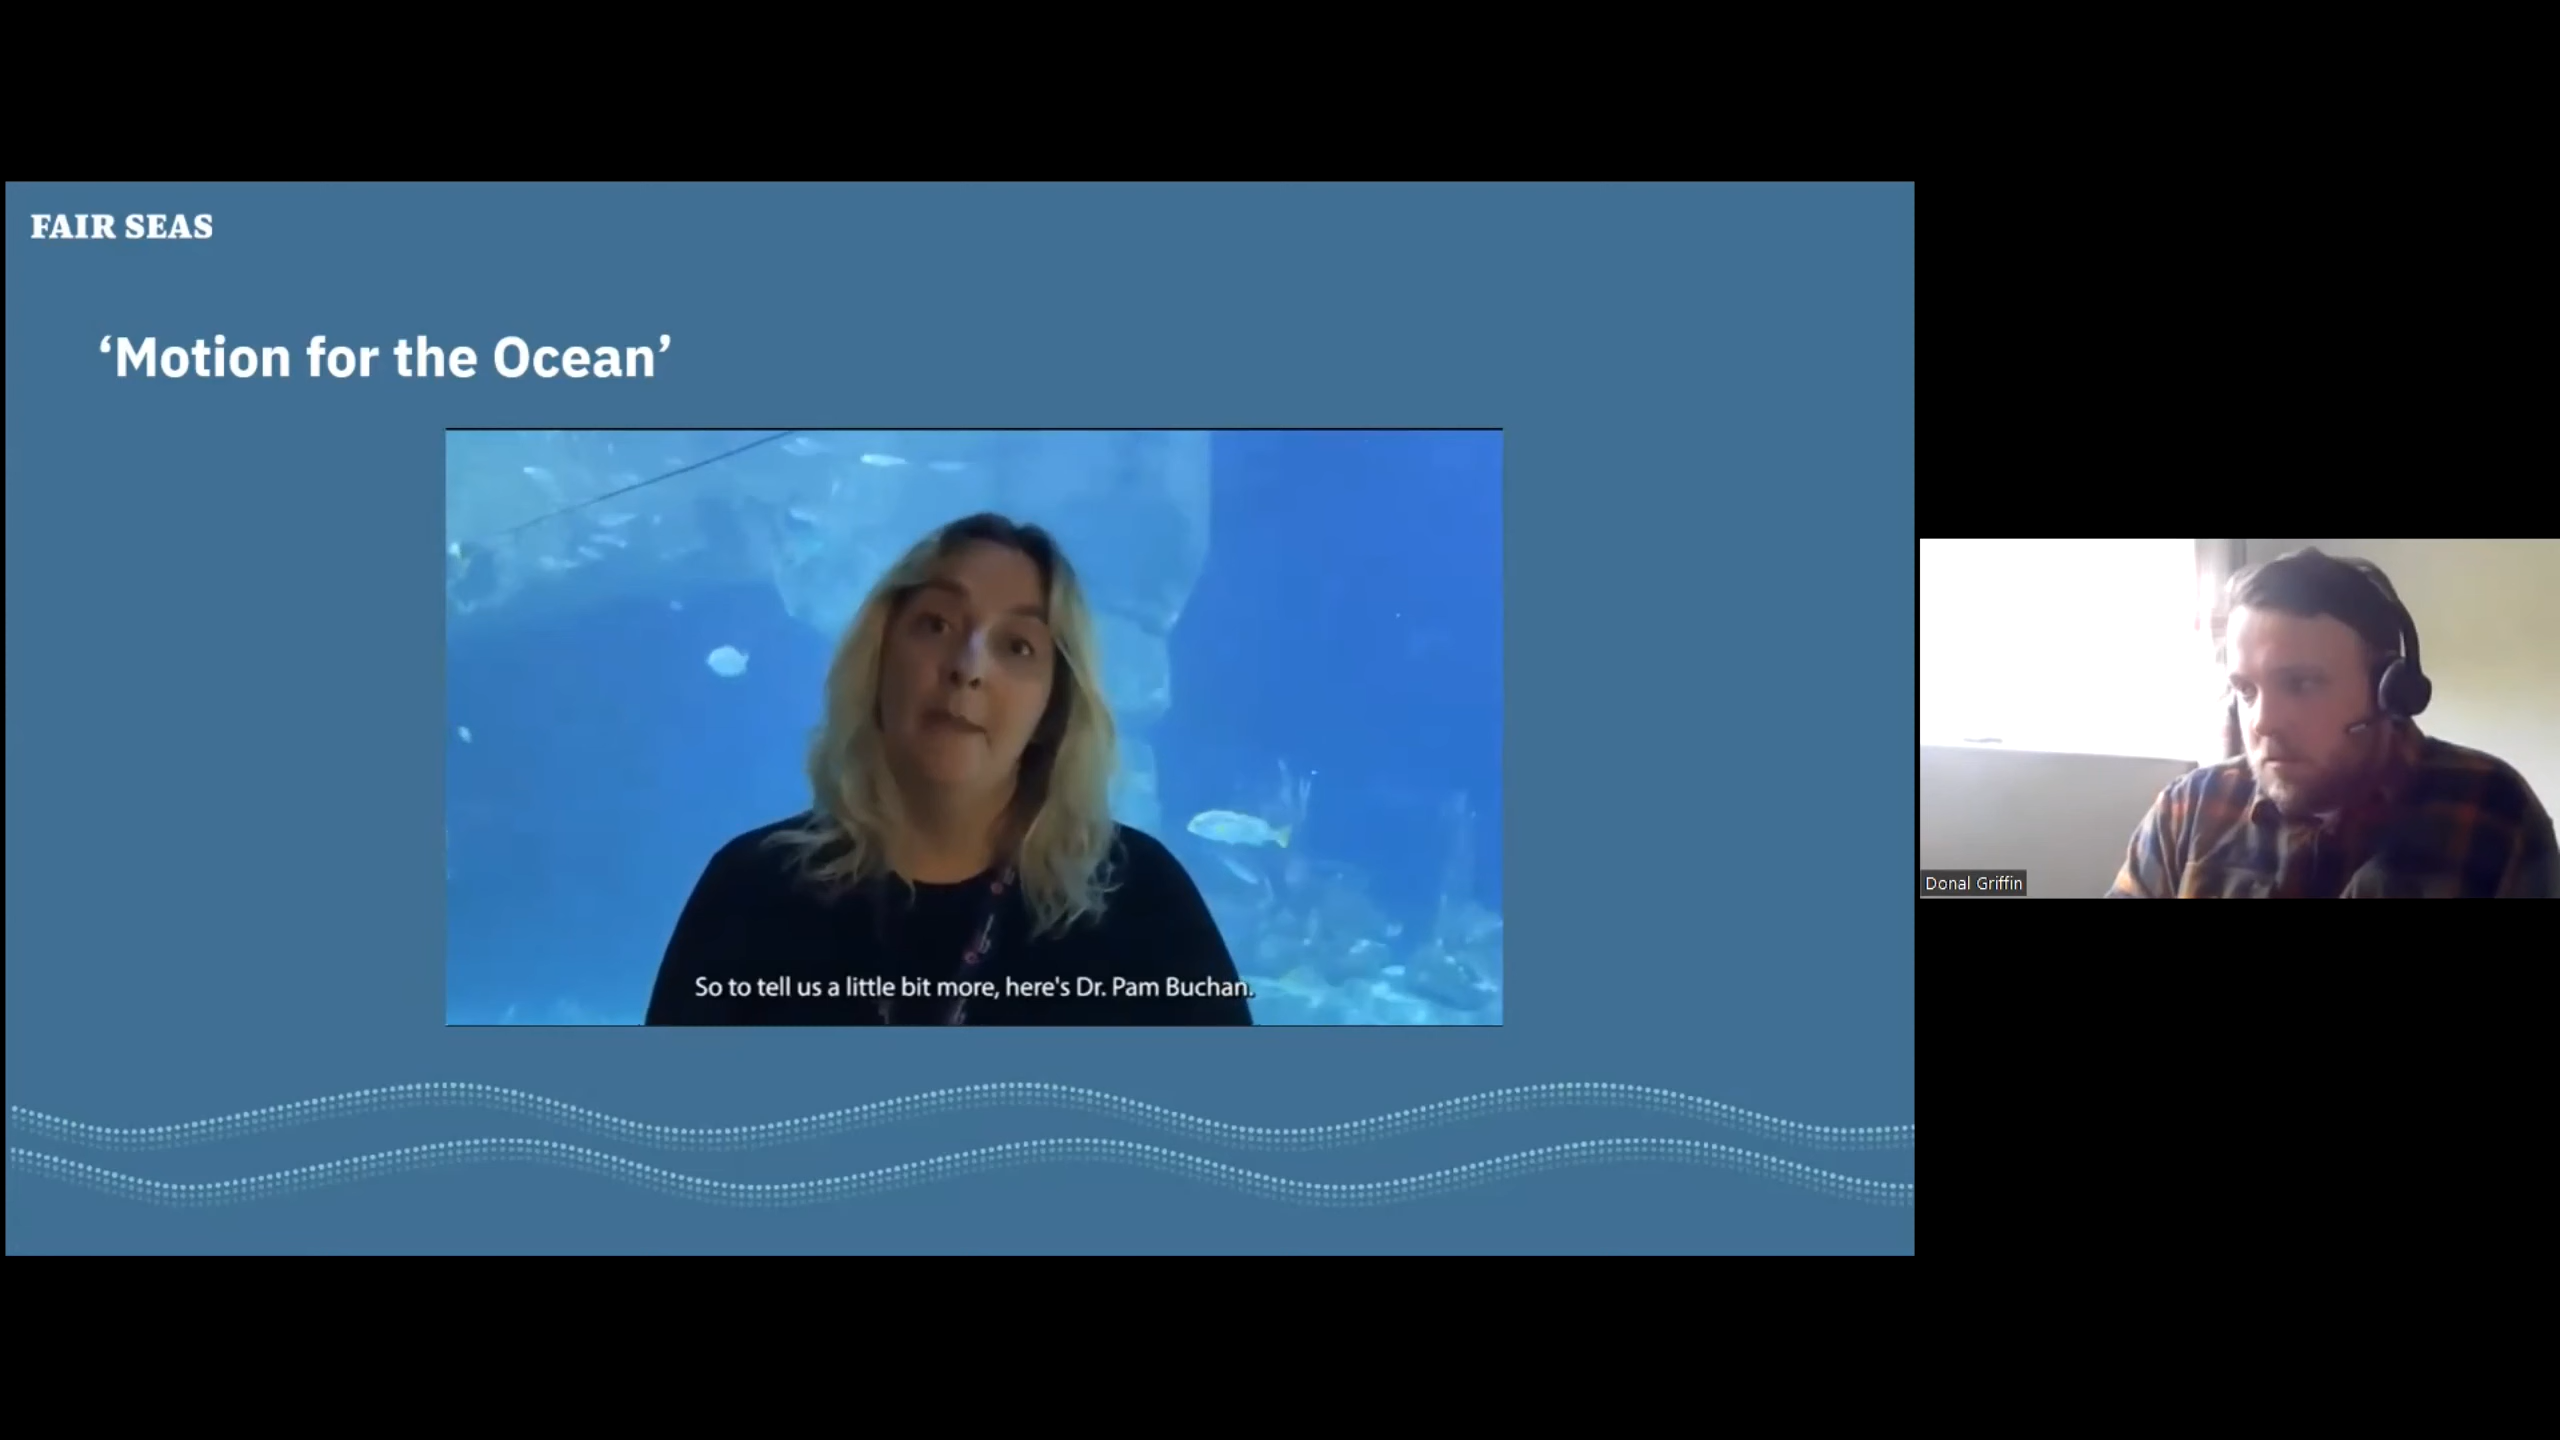 FAIR SEAS
‘Motion for the Ocean’
So to tell us a little bit more, here's Dr. Pam Buchan.
Donal Griffin